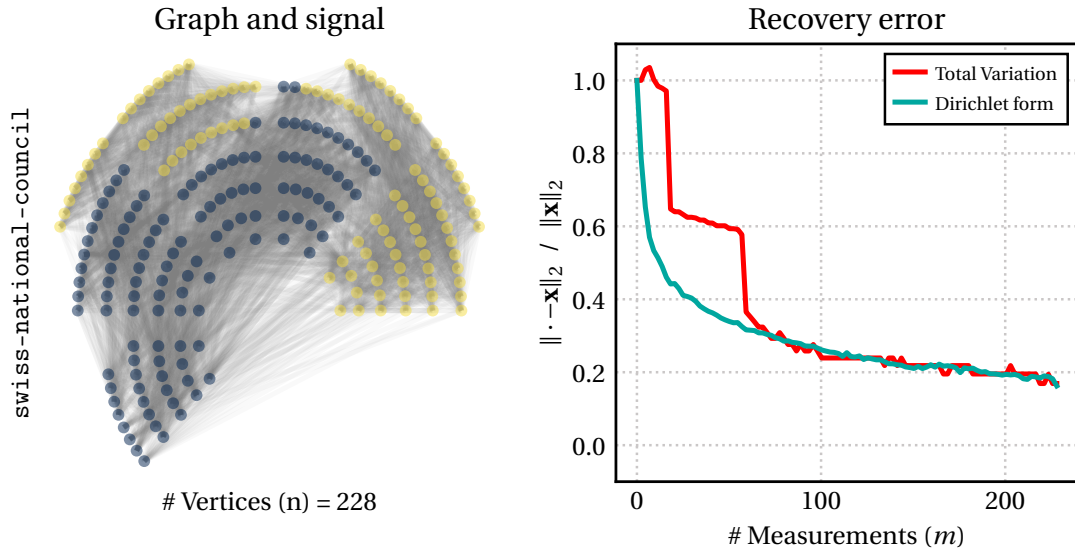 Graph and signal
swiss-national-council
# Vertices (n) = 228
Recovery error
Total Variation
Dirichlet form
‖ · −𝐱‖₂ / ‖𝐱‖₂
1.0
0.8
0.6
0.4
0.2
0.0
0 100 200
# Measurements (m)